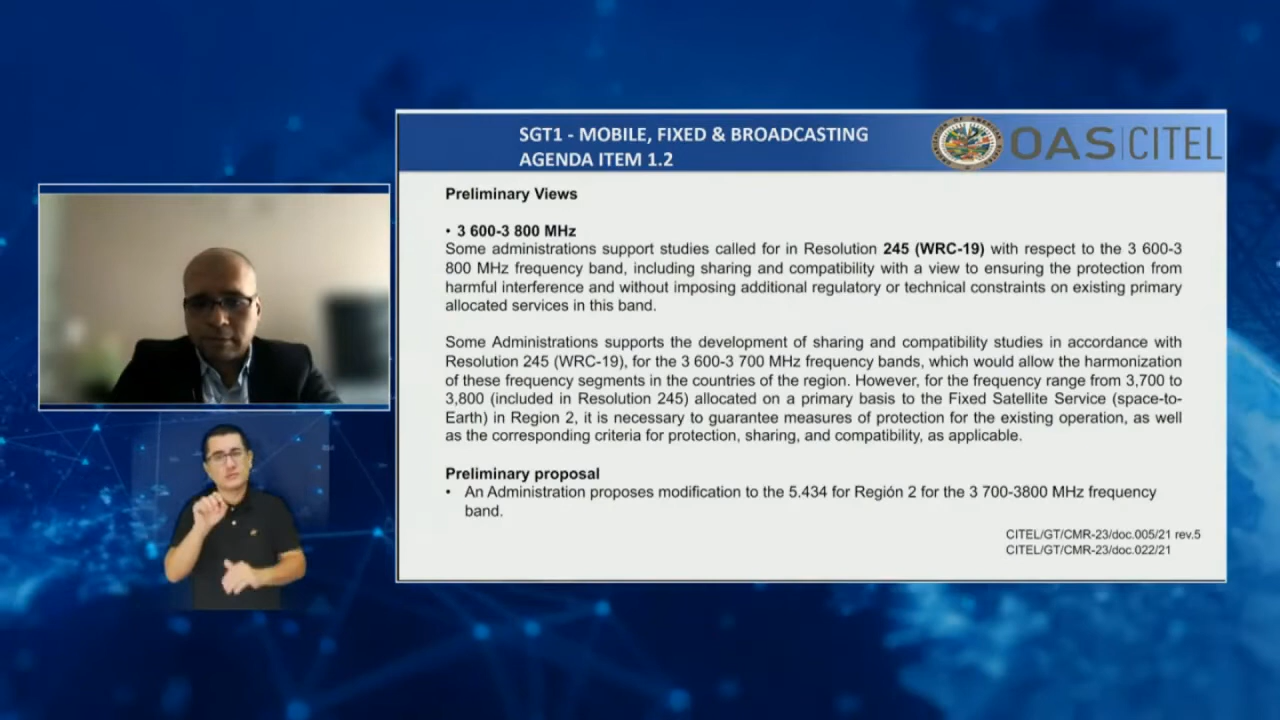 SGT1 - MOBILE, FIXED & BROADCASTING
AGENDA ITEM 1.2
OAS|CITEL
Preliminary Views
• 3 600-3 800 MHz
Some administrations support studies called for in Resolution 245 (WRC-19) with respect to the 3 600-3
800 MHz frequency band, including sharing and compatibility with a view to ensuring the protection from
harmful interference and without imposing additional regulatory or technical constraints on existing primary
allocated services in this band.
Some Administrations supports the development of sharing and compatibility studies in accordance with
Resolution 245 (WRC-19), for the 3 600-3 700 MHz frequency bands, which would allow the harmonization
of these frequency segments in the countries of the region. However, for the frequency range from 3,700 to
3,800 (included in Resolution 245) allocated on a primary basis to the Fixed Satellite Service (space-to-
Earth) in Region 2, it is necessary to guarantee measures of protection for the existing operation, as well
as the corresponding criteria for protection, sharing, and compatibility, as applicable.
Preliminary proposal
• An Administration proposes modification to the 5.434 for Región 2 for the 3 700-3800 MHz frequency
band.
CITEL/GT/CMR-23/doc.005/21 rev.5
CITEL/GT/CMR-23/doc.022/21